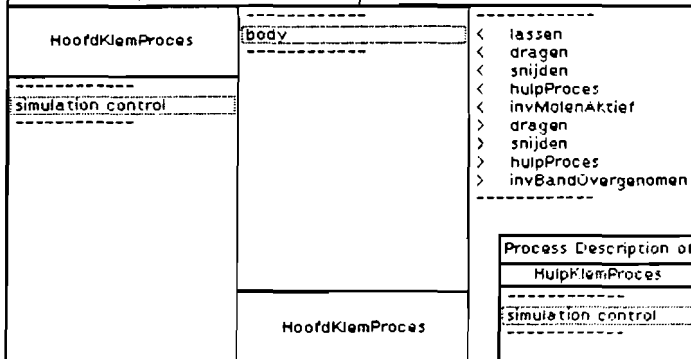 HoofdKlemProces
simulation control
body
HoofdKlemProces
< lassen
< dragen
< snijden
< hulpProces
< invMolenAktief
> dragen
> snijden
> hulpProces
> invBandOvergenomen
Process Description of
HulpKlemProces
simulation control